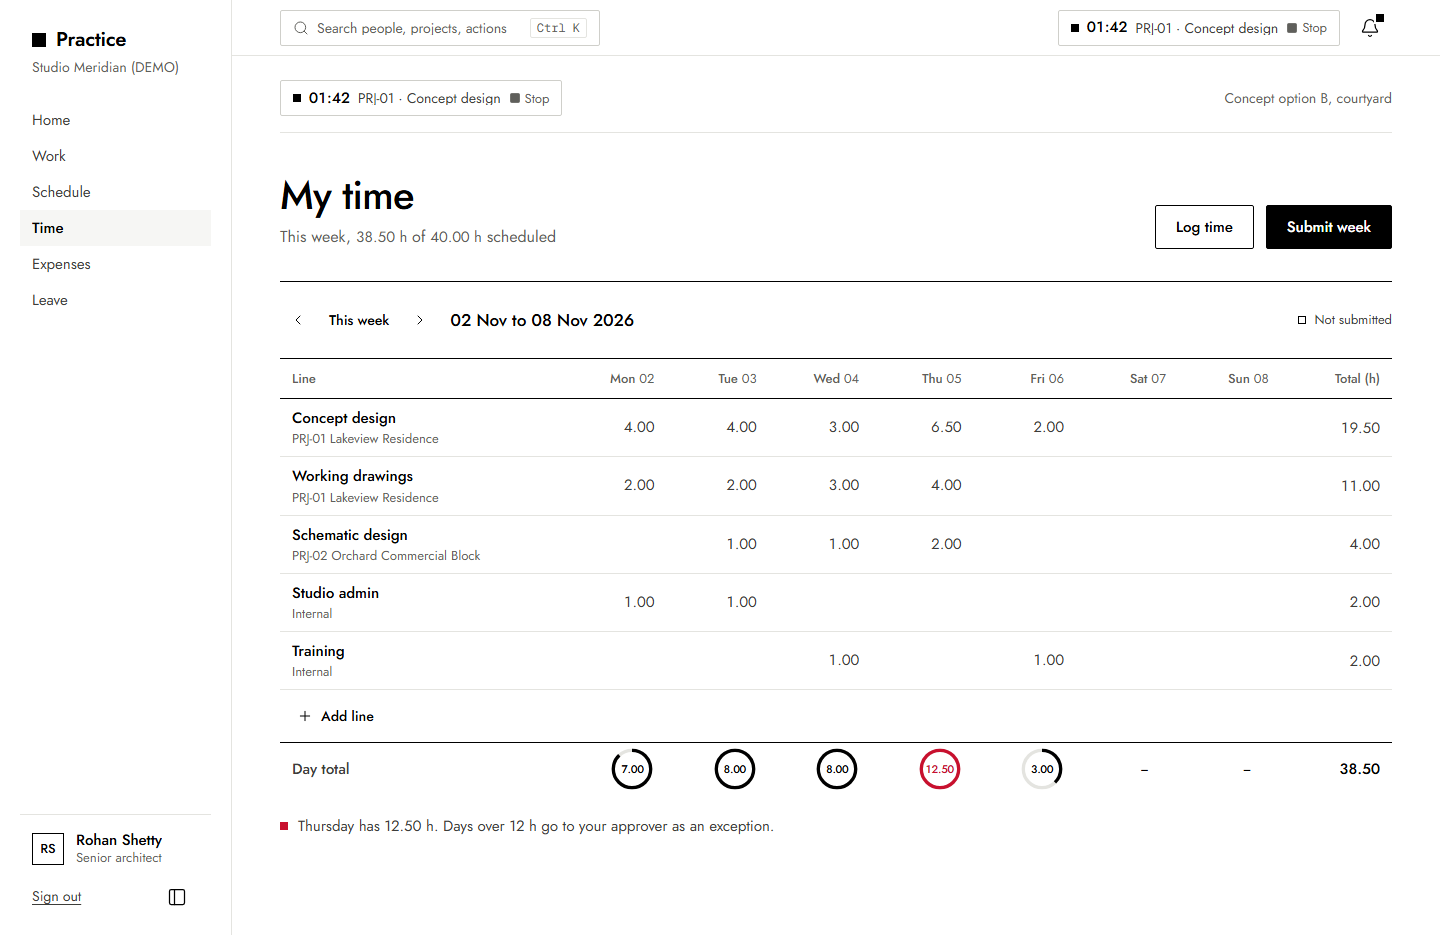 Practice
Studio Meridian (DEMO)
Home
Work
Schedule
Time
Expenses
Leave
RS
Rohan Shetty
Senior architect
Sign out
Search people, projects, actions Ctrl K
01:42 PRJ-01 · Concept design Stop
01:42 PRJ-01 · Concept design Stop
Concept option B, courtyard
My time
This week, 38.50 h of 40.00 h scheduled
Log time
Submit week
This week 02 Nov to 08 Nov 2026
Not submitted
Line Mon 02 Tue 03 Wed 04 Thu 05 Fri 06 Sat 07 Sun 08 Total (h)
Concept design
PRJ-01 Lakeview Residence
4.00 4.00 3.00 6.50 2.00 19.50
Working drawings
PRJ-01 Lakeview Residence
2.00 2.00 3.00 4.00 11.00
Schematic design
PRJ-02 Orchard Commercial Block
1.00 1.00 2.00 4.00
Studio admin
Internal
1.00 1.00 2.00
Training
Internal
1.00 1.00 2.00
+ Add line
Day total 7.00 8.00 8.00 12.50 3.00 – – 38.50
Thursday has 12.50 h. Days over 12 h go to your approver as an exception.